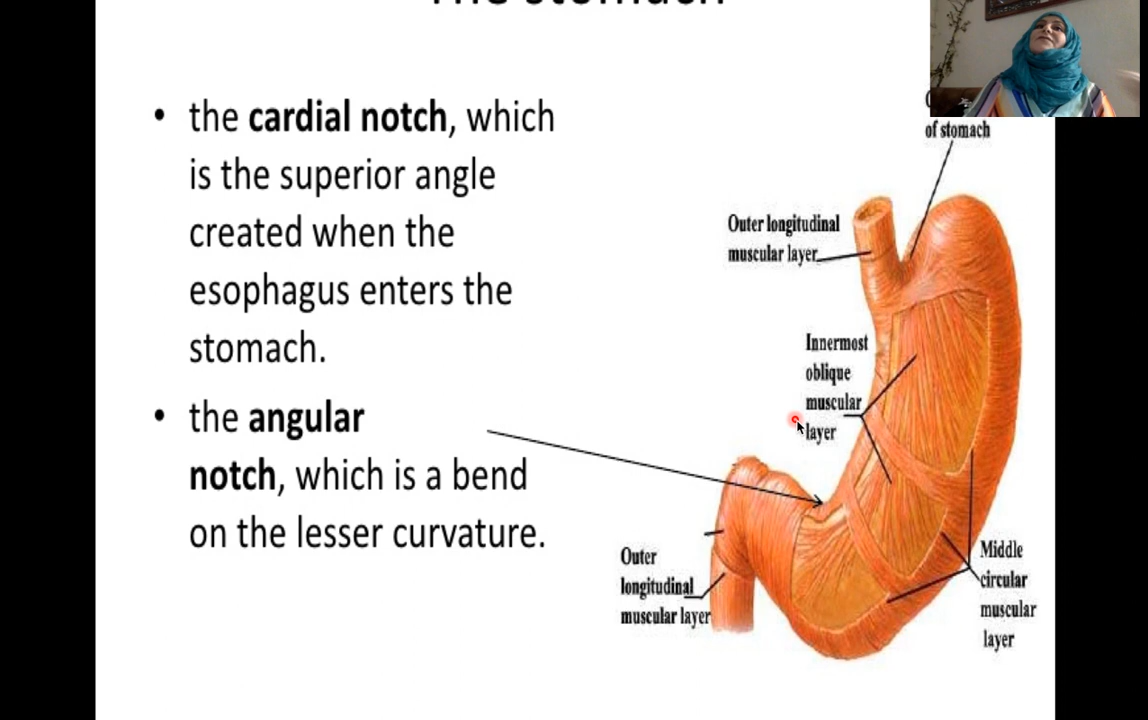 The stomach
• the cardial notch, which
is the superior angle
created when the
esophagus enters the
stomach.
• the angular
notch, which is a bend
on the lesser curvature.
of stomach
Outer longitudinal
muscular layer
Innermost
oblique
muscular
layer
Outer
longitudinal
muscular layer
Middle
circular
muscular
layer